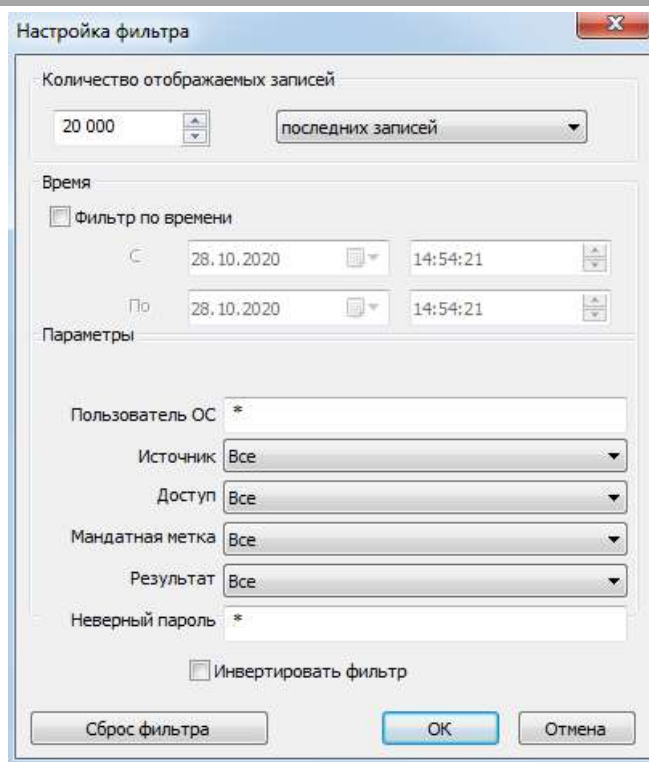 Настройка фильтра
Количество отображаемых записей
20 000 последних записей
Время
Фильтр по времени
С 28.10.2020 14:54:21
По 28.10.2020 14:54:21
Параметры
Пользователь ОС *
Источник Все
Доступ Все
Мандатная метка Все
Результат Все
Неверный пароль *
Инвертировать фильтр
Сброс фильтра ОК Отмена